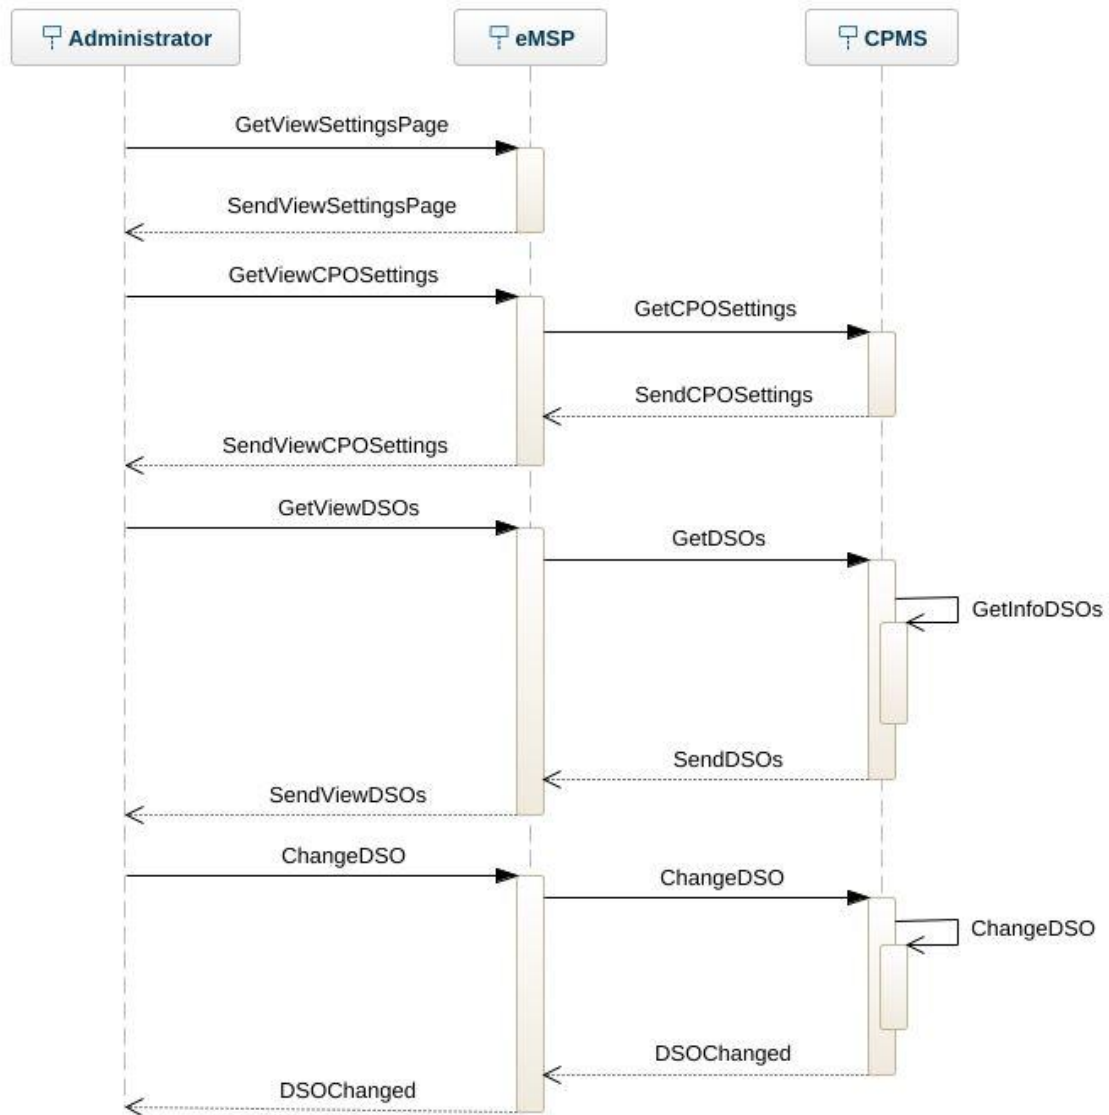 Administrator
eMSP
CPMS
GetViewSettingsPage
SendViewSettingsPage
GetViewCPOSettings
GetCPOSettings
SendCPOSettings
SendViewCPOSettings
GetViewDSOs
GetDSOs
GetInfoDSOs
SendDSOs
SendViewDSOs
ChangeDSO
ChangeDSO
ChangeDSO
DSOChanged
DSOChanged